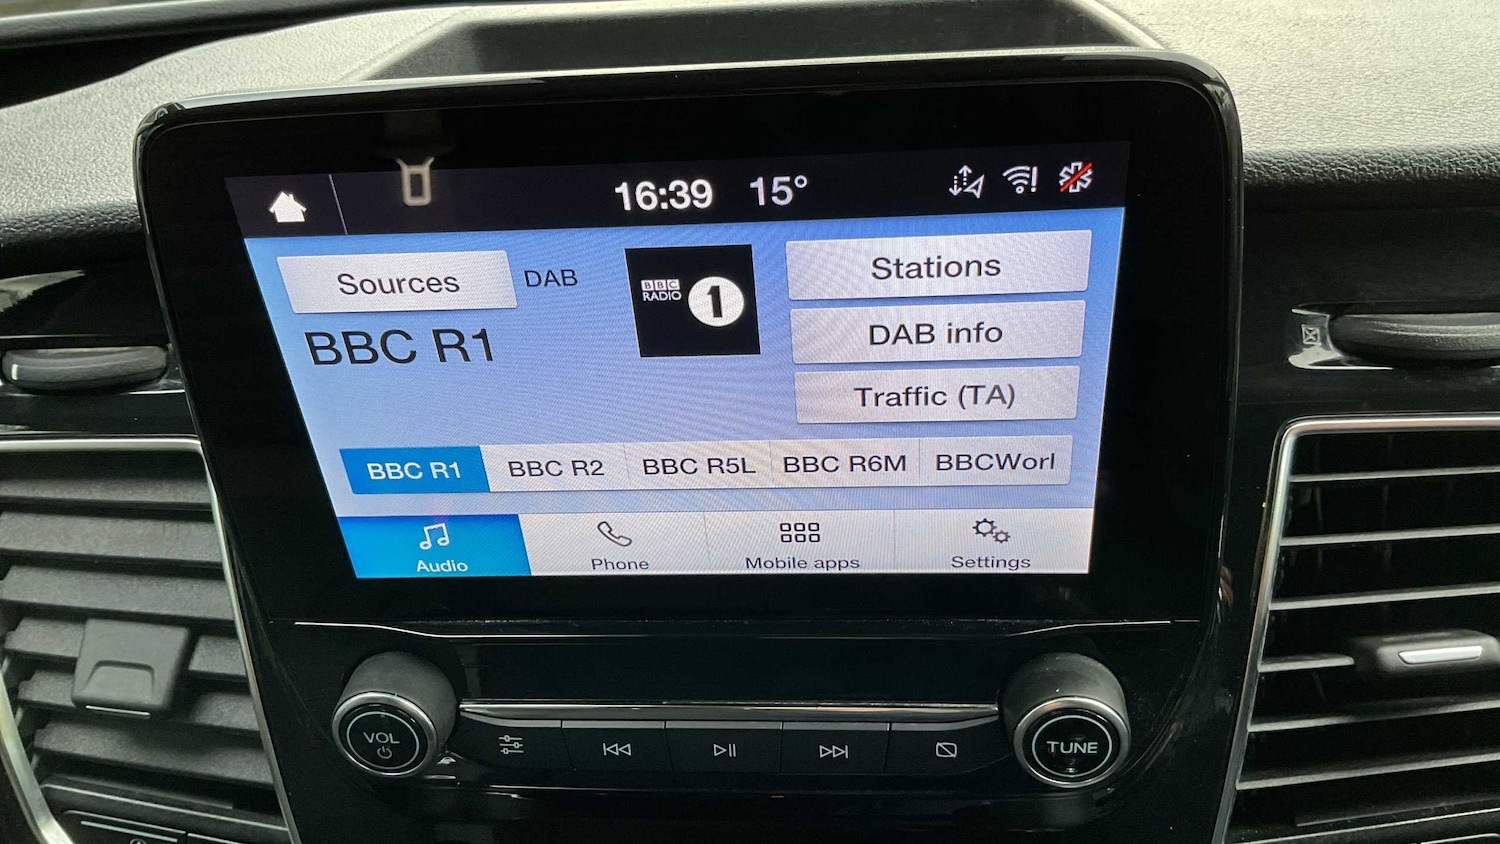 16:39 15°
Sources DAB
BBC R1
BBC
RADIO 1
Stations
DAB info
Traffic (TA)
BBC R1 BBC R2 BBC R5L BBC R6M BBCWorl
Audio Phone Mobile apps Settings
VOL
TUNE